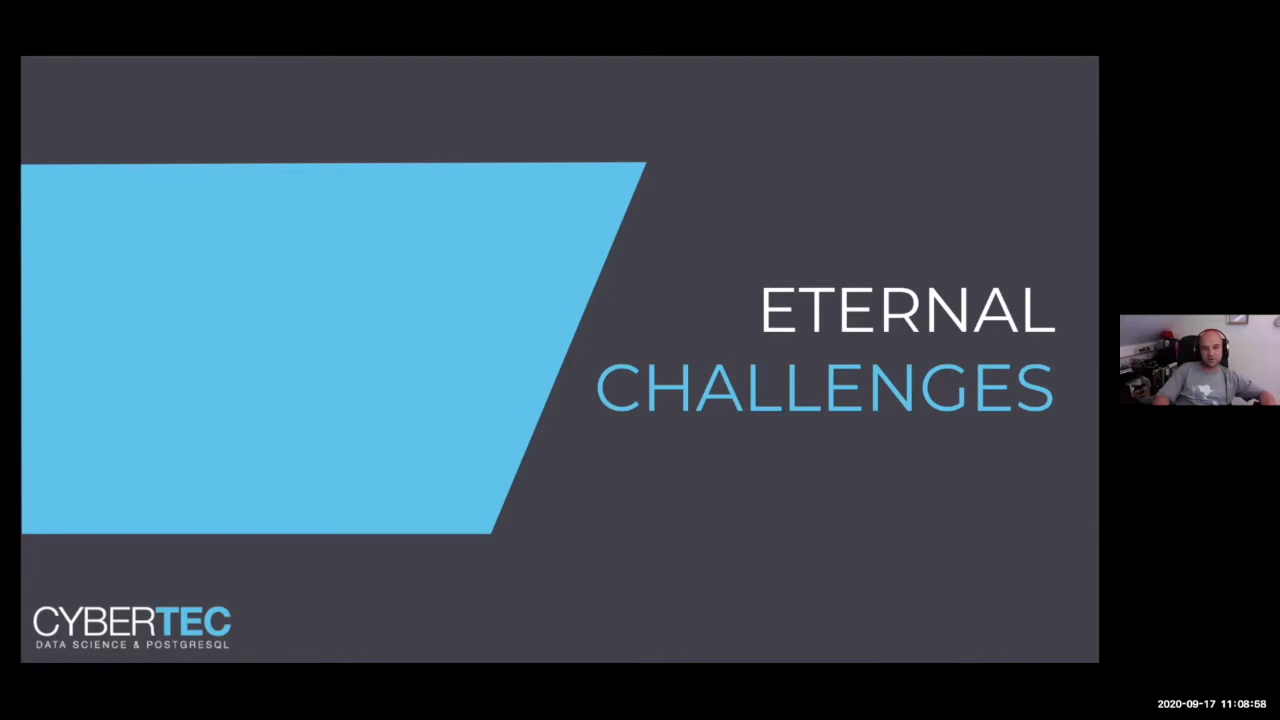 ETERNAL
CHALLENGES
CYBERTEC
DATA SCIENCE & POSTGRESQL
2020-09-17 11:08:58